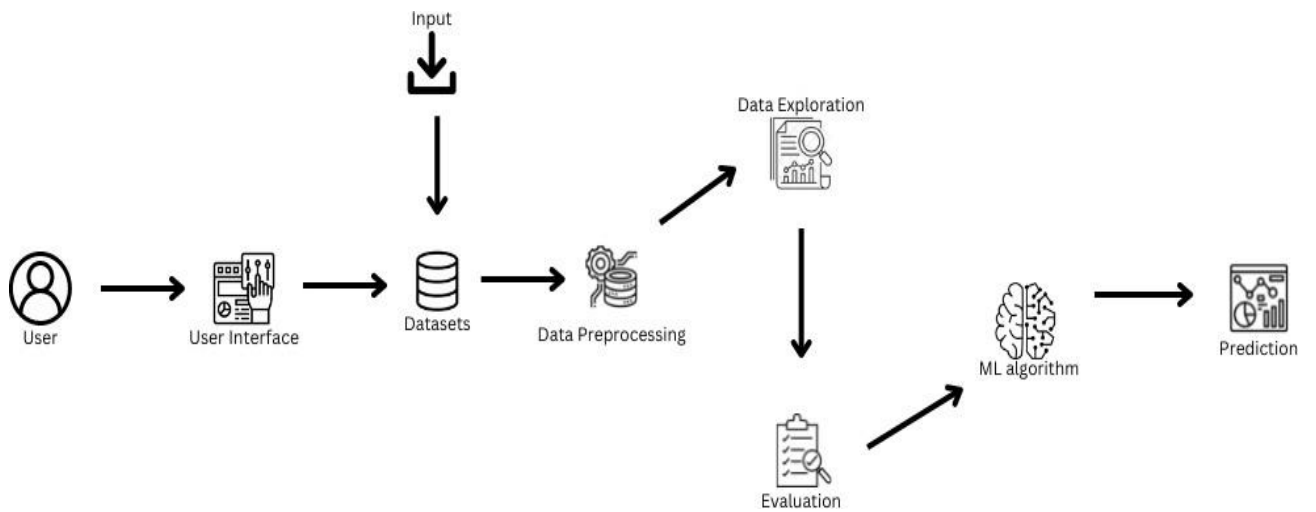 Input
Data Exploration
User
User Interface
Datasets
Data Preprocessing
ML algorithm
Prediction
Evaluation